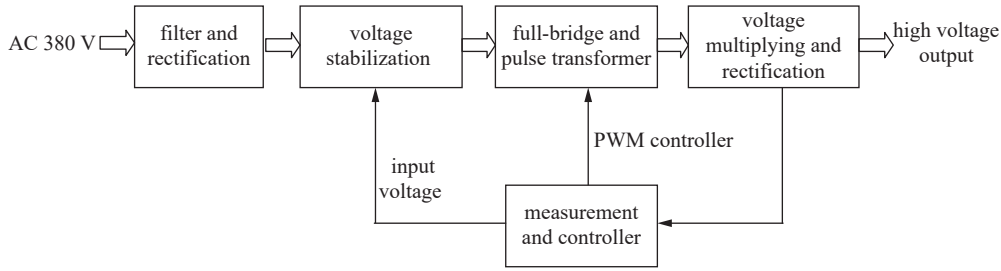 AC 380 V
filter and
rectification
voltage
stabilization
full-bridge and
pulse transformer
voltage
multiplying and
rectification
high voltage
output
input
voltage
PWM controller
measurement
and controller